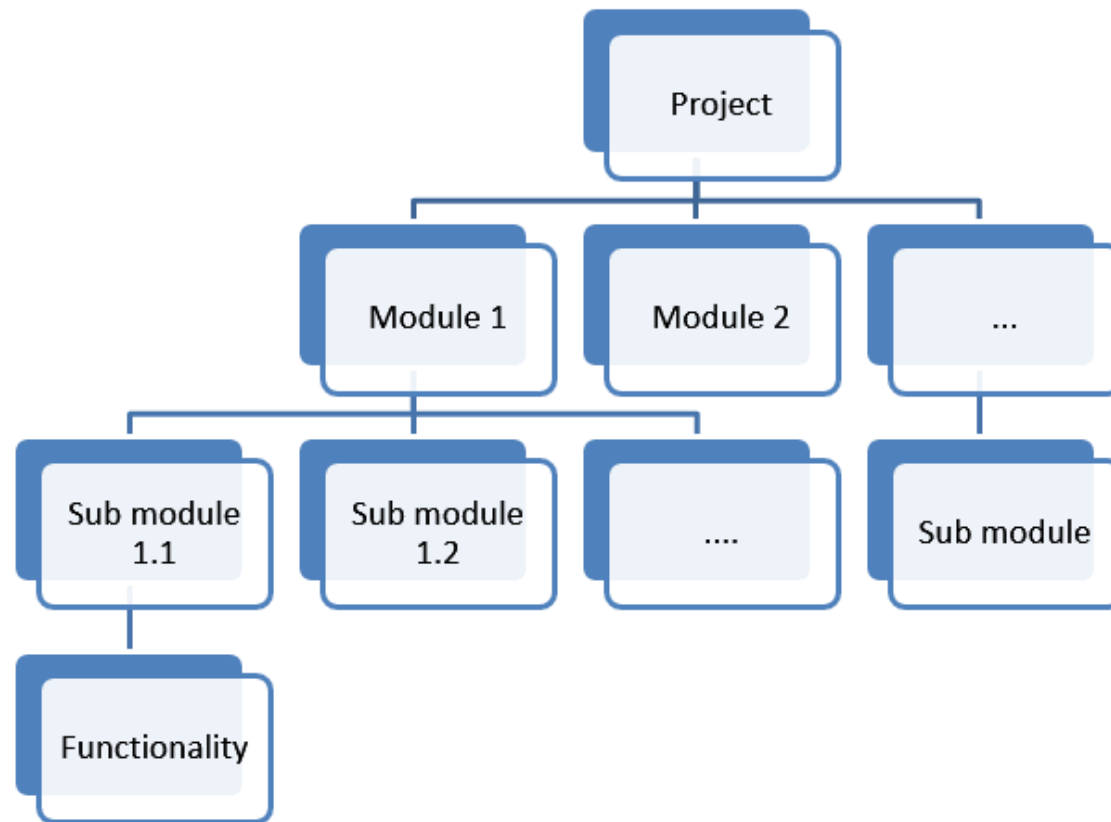 Project
Module 1
Module 2
...
Sub module
1.1
Sub module
1.2
....
Sub module
Functionality